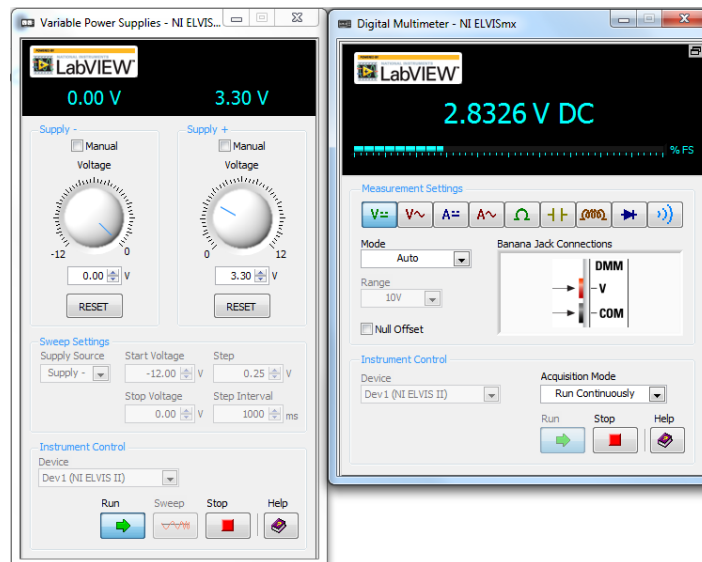 Variable Power Supplies - NI ELVIS...
LabVIEW™
0.00 V 3.30 V
Supply - Supply +
Manual Manual
Voltage Voltage
-12 0 0 12
0.00 V 3.30 V
RESET RESET
Sweep Settings
Supply Source Start Voltage Step
Supply - -12.00 V 0.25 V
Stop Voltage Step Interval
0.00 V 1000 ms
Instrument Control
Device
Dev1 (NI ELVIS II)
Run Sweep Stop Help
Digital Multimeter - NI ELVISmx
LabVIEW™
2.8326 V DC
% FS
Measurement Settings
V V A A Ω
Mode Banana Jack Connections
Auto
DMM
V
COM
Range
10V
Null Offset
Instrument Control
Device Acquisition Mode
Dev1 (NI ELVIS II) Run Continuously
Run Stop Help